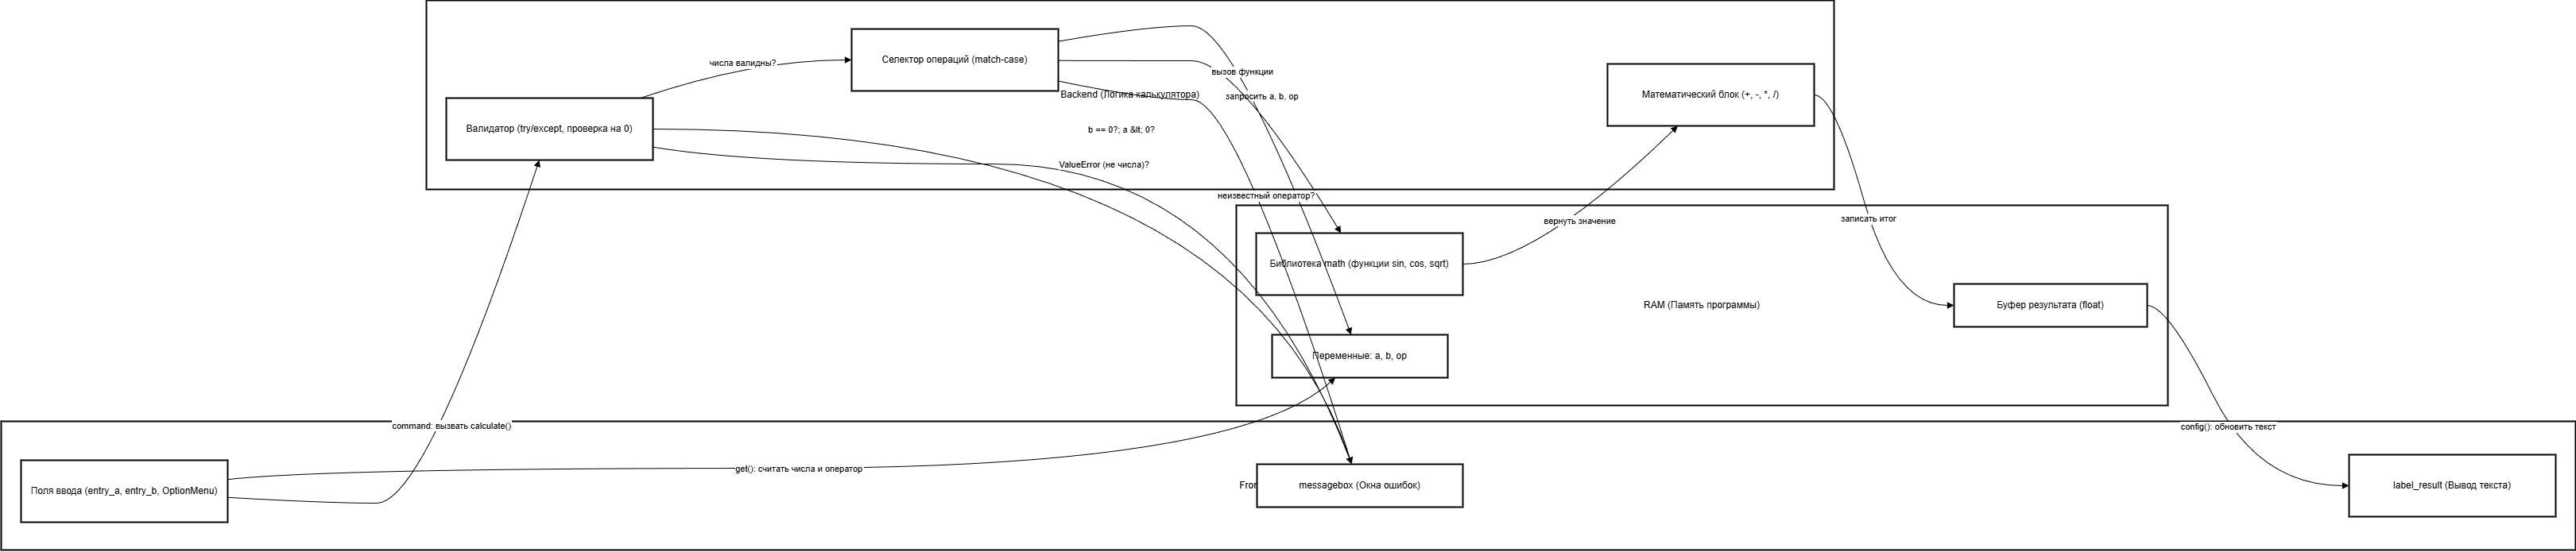 Селектор операций (match-case)
числа валидны?
вызов функции
Backend (Логика калькулятора)
запросить a, b, op
Математический блок (+, -, *, /)
Валидатор (try/except, проверка на 0)
b == 0?; a &lt; 0?
ValueError (не числа)?
неизвестный оператор?
вернуть значение
записать итог
Библиотека math (функции sin, cos, sqrt)
RAM (Память программы)
Буфер результата (float)
Переменные: a, b, op
command: вызвать calculate()
config(): обновить текст
get(): считать числа и оператор
Поля ввода (entry_a, entry_b, OptionMenu)
messagebox (Окна ошибок)
label_result (Вывод текста)